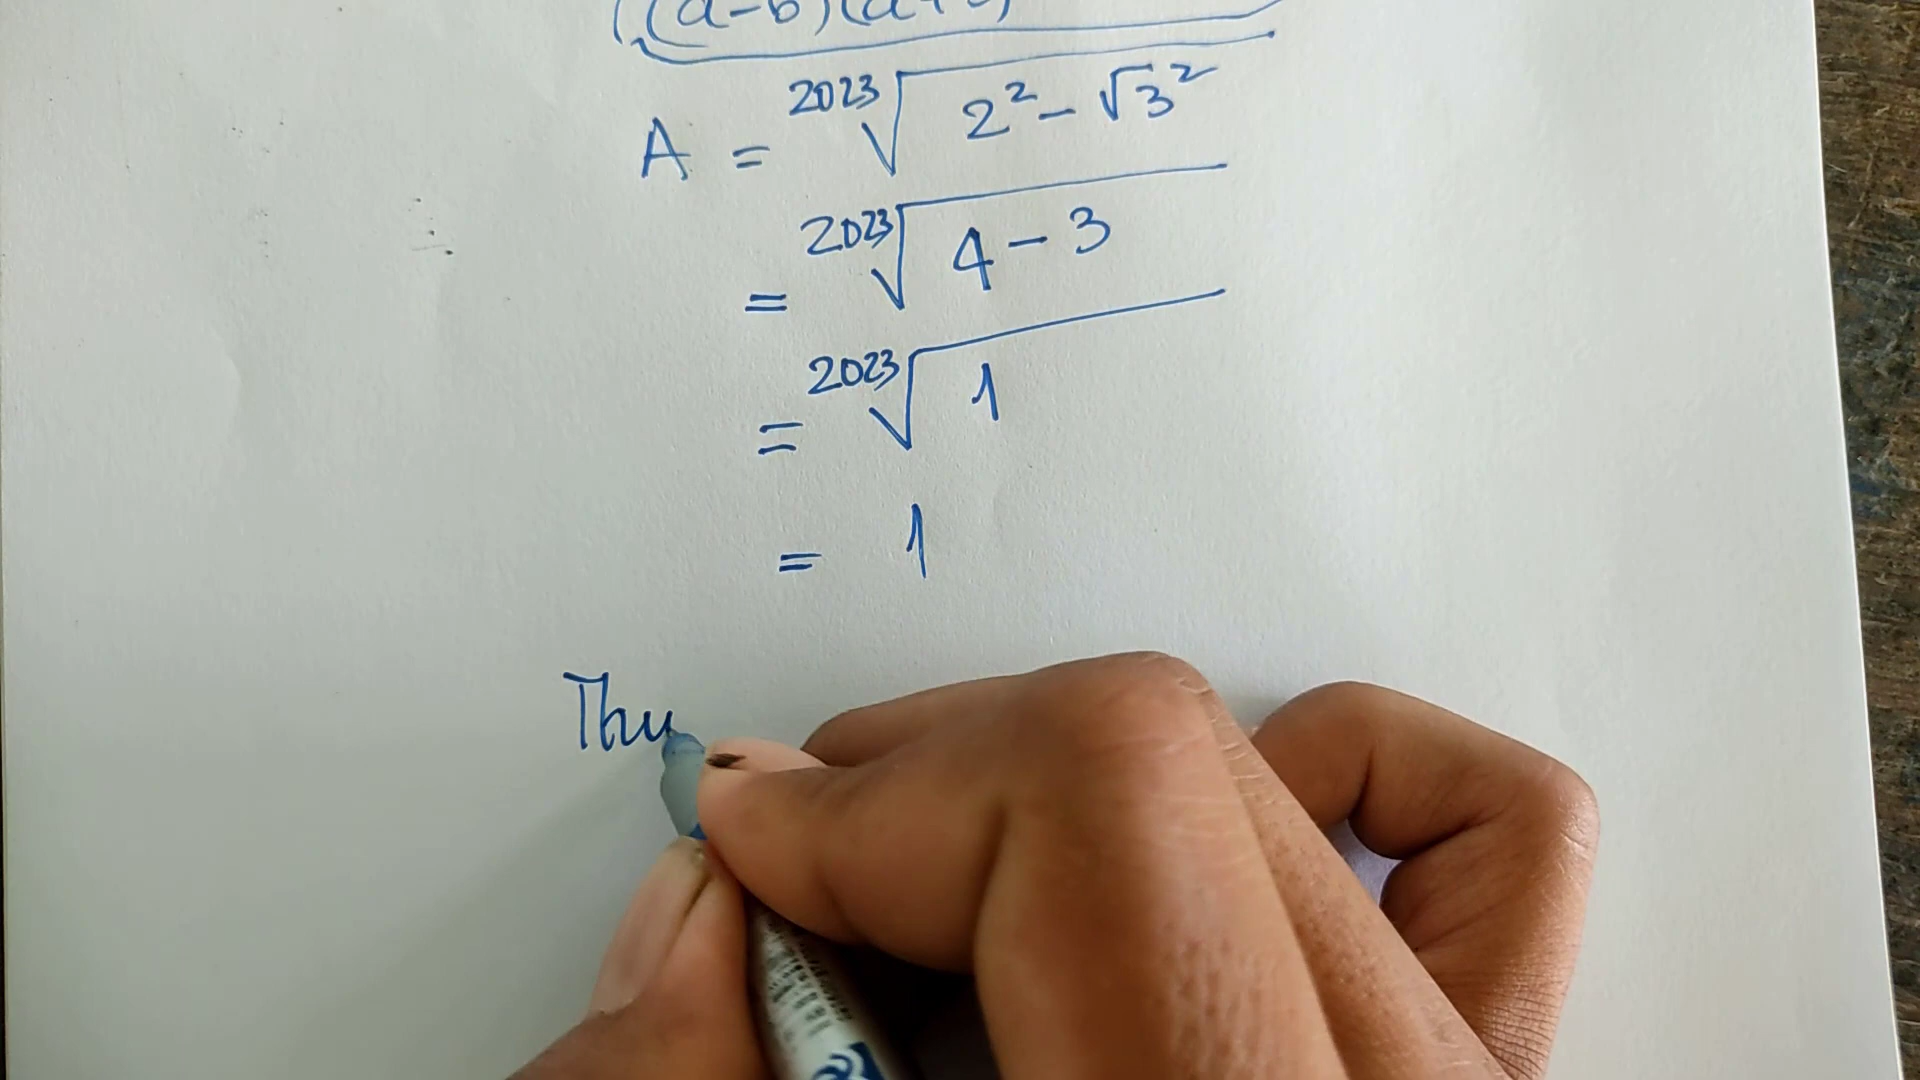 (a-b)(a+
A = ²⁰²³√(2² - √3²)
= ²⁰²³√(4 - 3)
= ²⁰²³√1
= 1
Thu